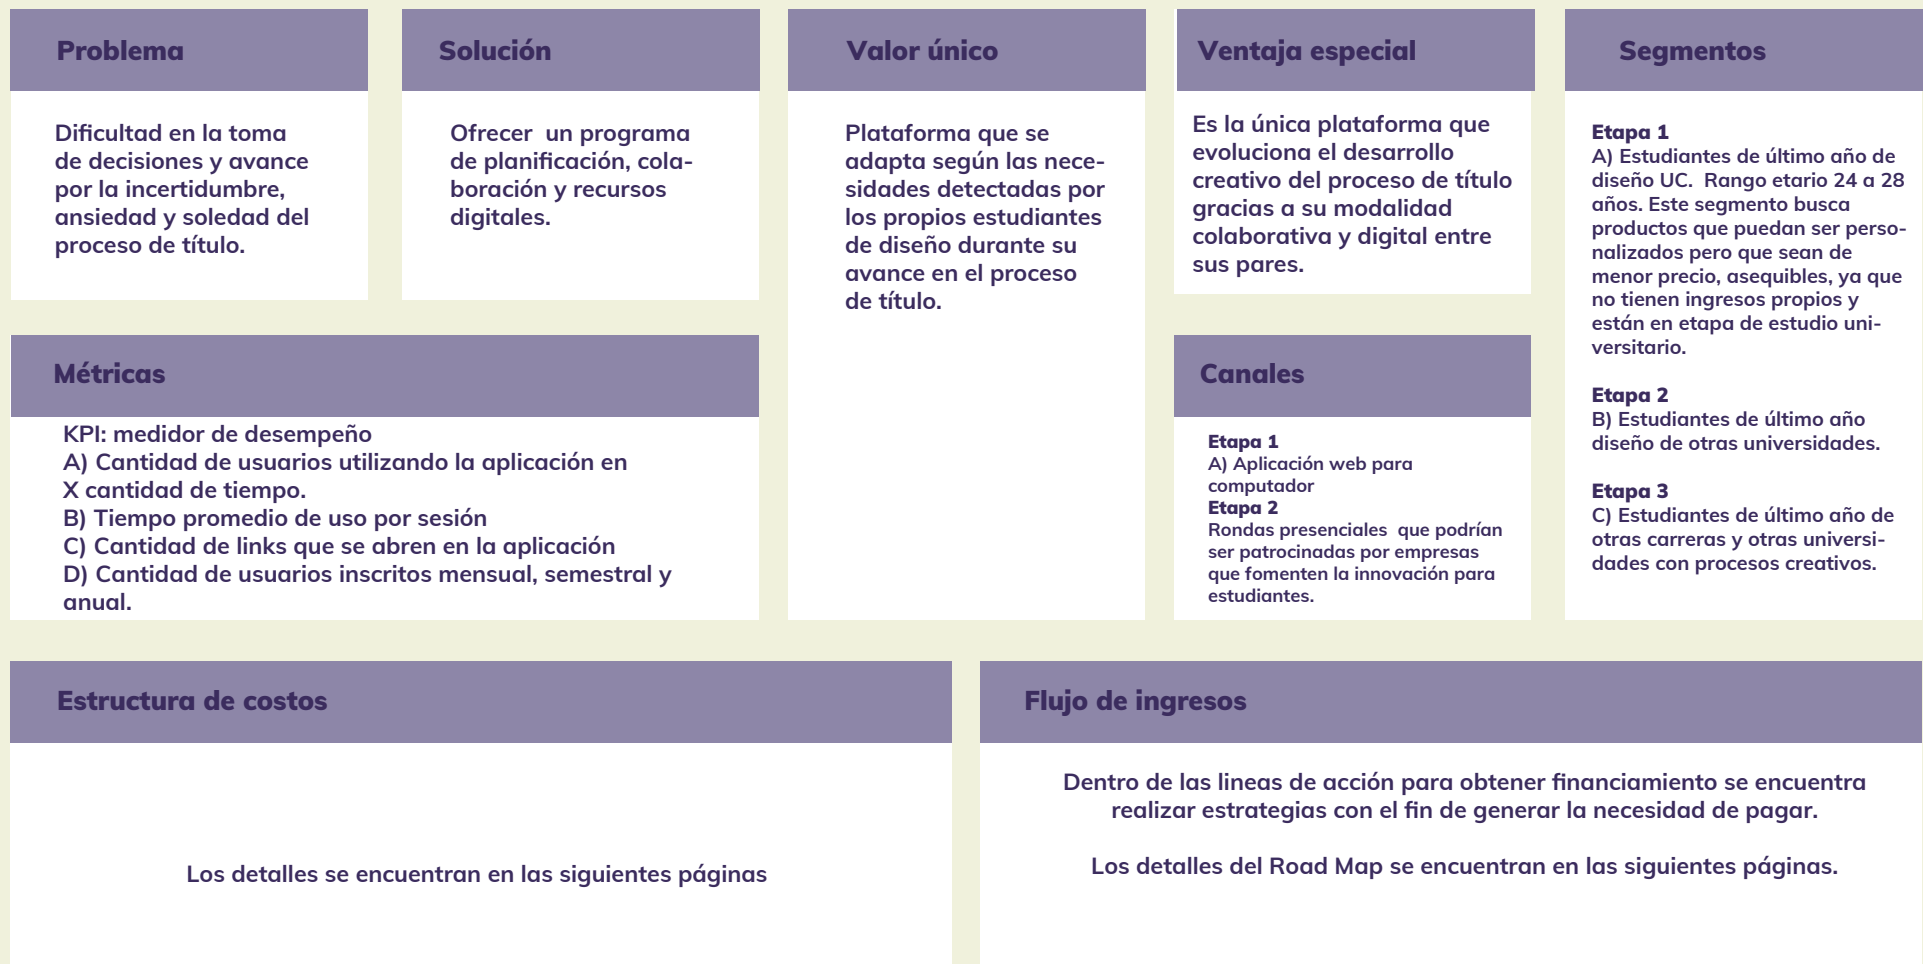 Problema
Dificultad en la toma
de decisiones y avance
por la incertidumbre,
ansiedad y soledad del
proceso de título.
Solución
Ofrecer un programa
de planificación, cola-
boración y recursos
digitales.
Valor único
Plataforma que se
adapta según las nece-
sidades detectadas por
los propios estudiantes
de diseño durante su
avance en el proceso
de título.
Ventaja especial
Es la única plataforma que
evoluciona el desarrollo
creativo del proceso de título
gracias a su modalidad
colaborativa y digital entre
sus pares.
Segmentos
Etapa 1
A) Estudiantes de último año de
diseño UC. Rango etario 24 a 28
años. Este segmento busca
productos que puedan ser perso-
nalizados pero que sean de
menor precio, asequibles, ya que
no tienen ingresos propios y
están en etapa de estudio uni-
versitario.
Etapa 2
B) Estudiantes de último año
diseño de otras universidades.
Etapa 3
C) Estudiantes de último año de
otras carreras y otras universi-
dades con procesos creativos.
Métricas
KPI: medidor de desempeño
A) Cantidad de usuarios utilizando la aplicación en
X cantidad de tiempo.
B) Tiempo promedio de uso por sesión
C) Cantidad de links que se abren en la aplicación
D) Cantidad de usuarios inscritos mensual, semestral y
anual.
Canales
Etapa 1
A) Aplicación web para
computador
Etapa 2
Rondas presenciales que podrían
ser patrocinadas por empresas
que fomenten la innovación para
estudiantes.
Estructura de costos
Los detalles se encuentran en las siguientes páginas
Flujo de ingresos
Dentro de las lineas de acción para obtener financiamiento se encuentra
realizar estrategias con el fin de generar la necesidad de pagar.
Los detalles del Road Map se encuentran en las siguientes páginas.